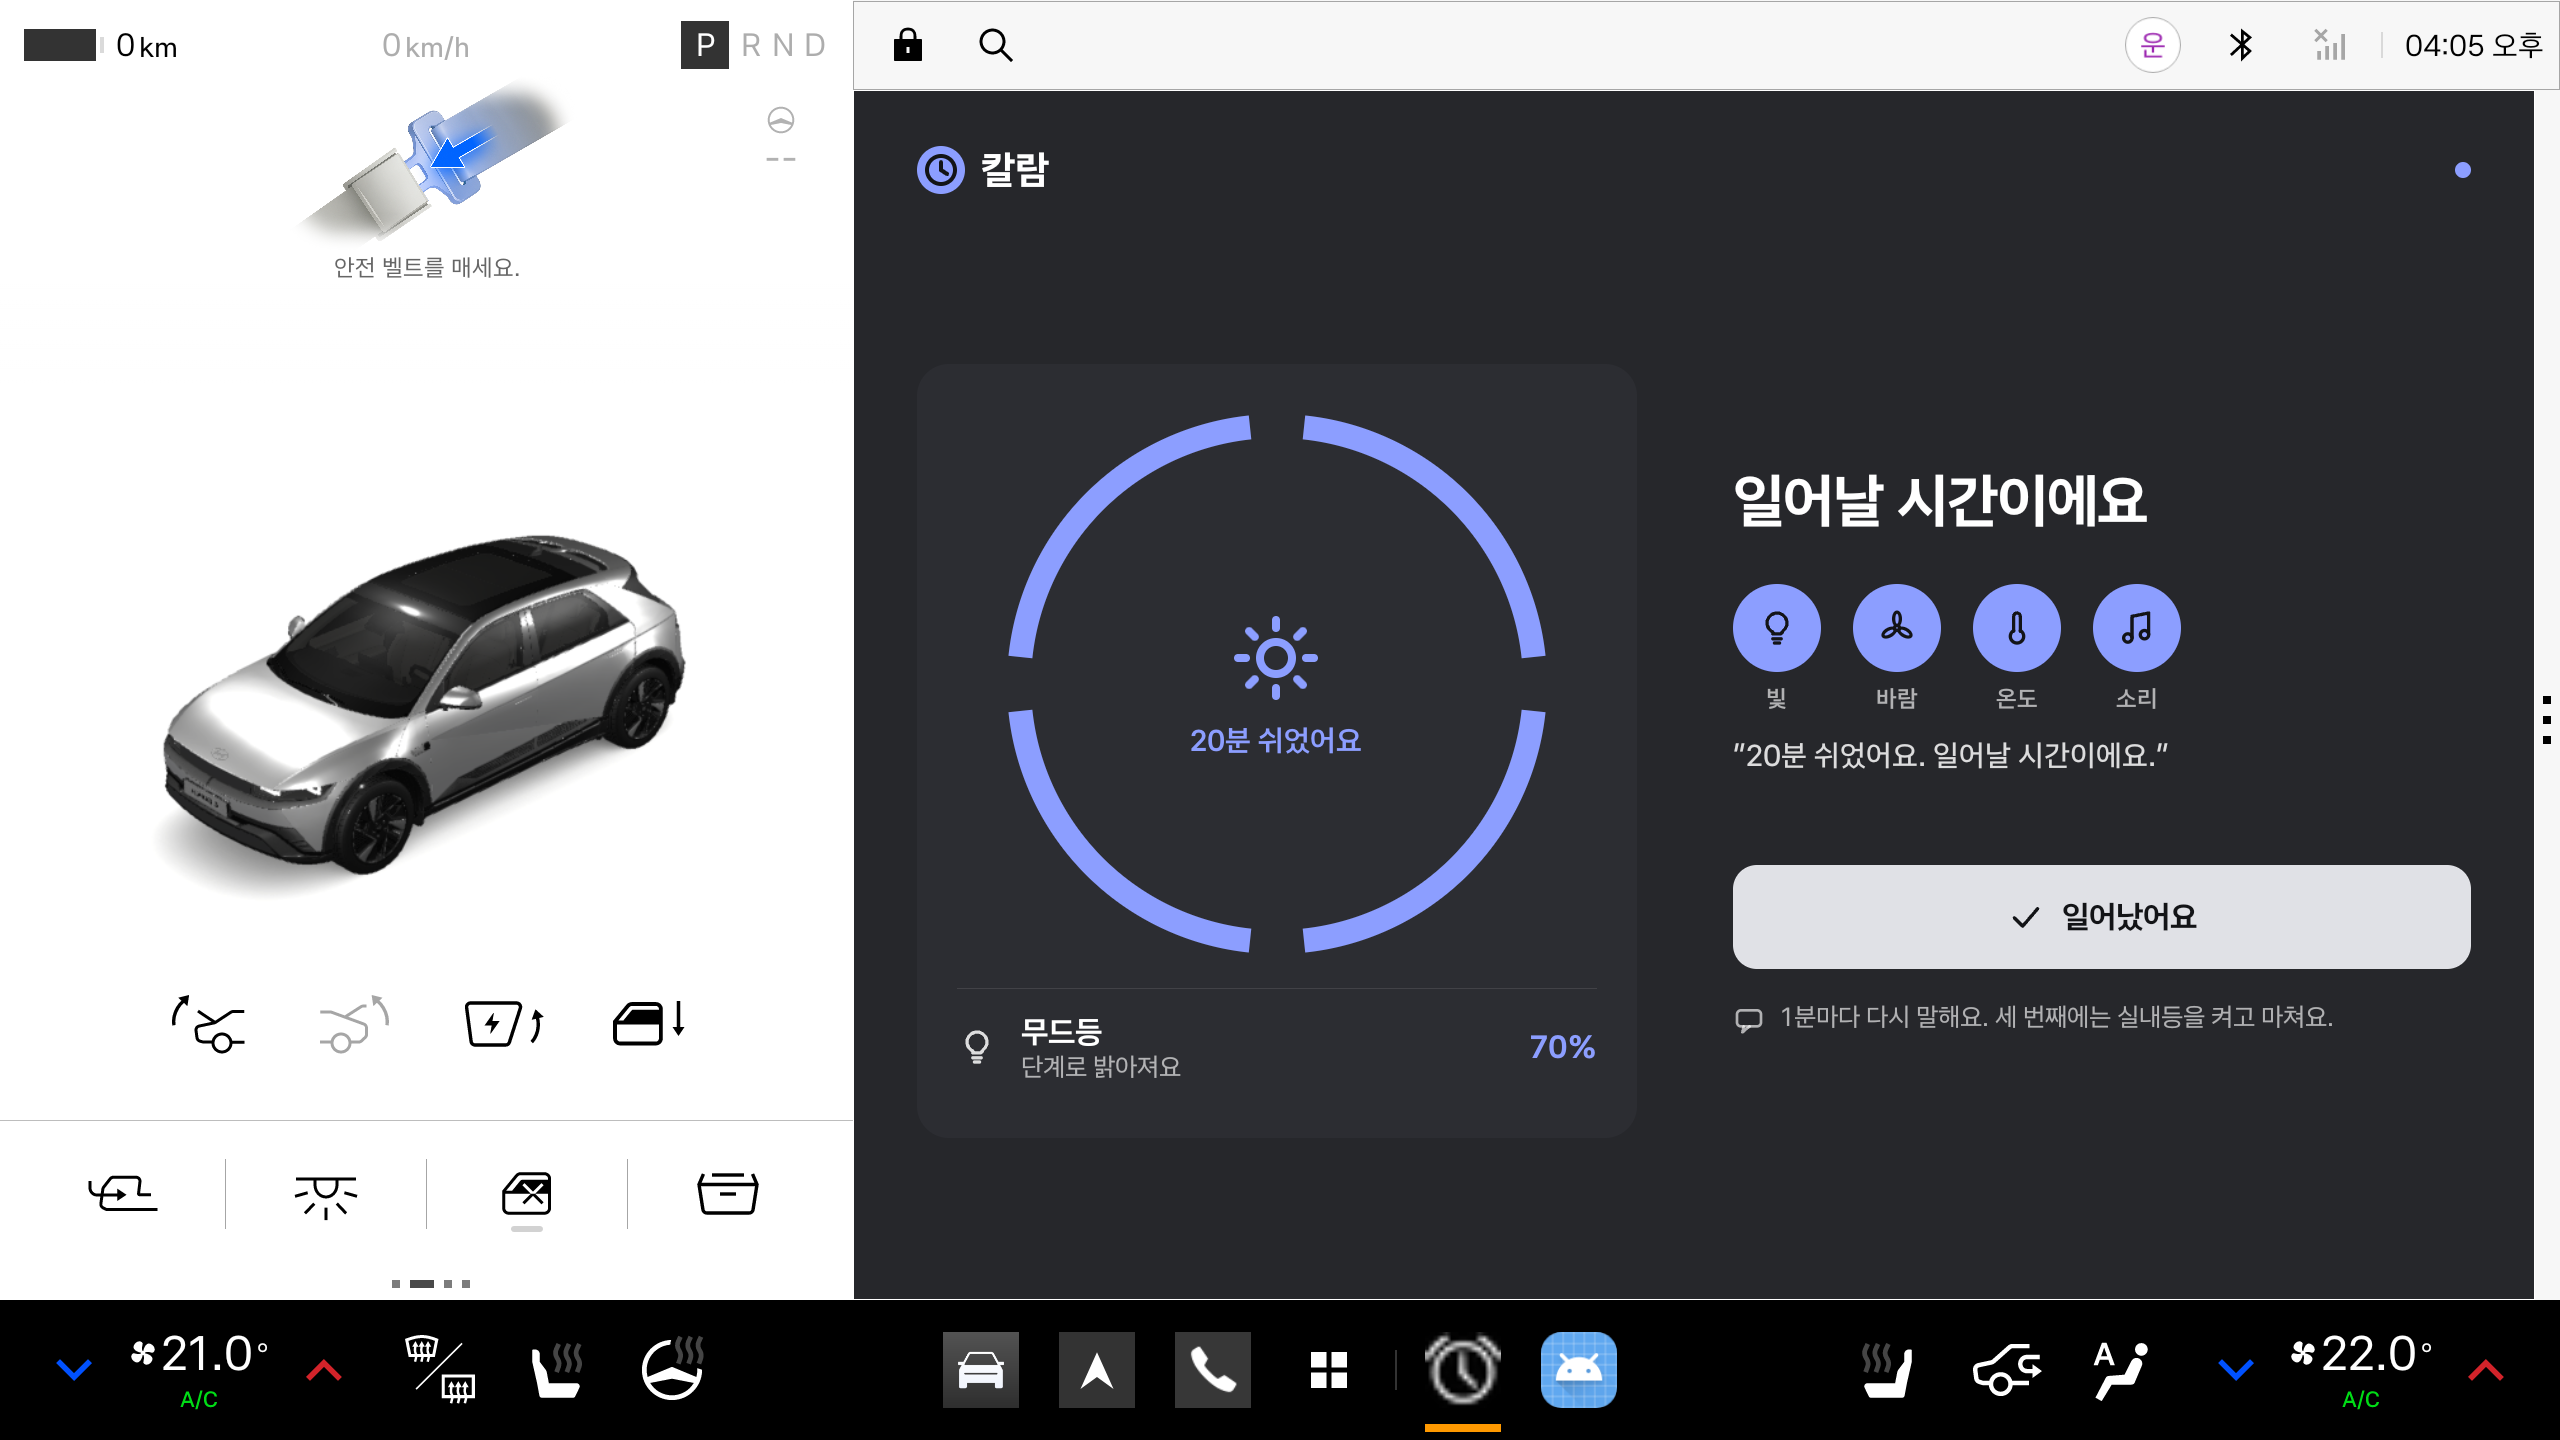 0 km
0 km/h
P R N D
운
04:05 오후
안전 벨트를 매세요.
칼람
20분 쉬었어요
무드등
단계로 밝아져요
70%
일어날 시간이에요
빛
바람
온도
소리
"20분 쉬었어요. 일어날 시간이에요."
일어났어요
1분마다 다시 말해요. 세 번째에는 실내등을 켜고 마쳐요.
21.0°
A/C
A
22.0°
A/C